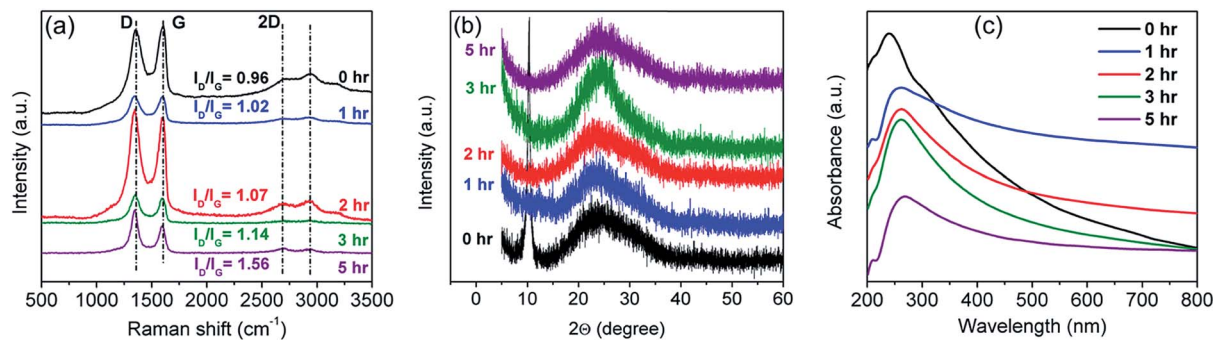 (a)
D
G
2D
I_D/I_G = 0.96
0 hr
I_D/I_G = 1.02
1 hr
I_D/I_G = 1.07
2 hr
I_D/I_G = 1.14
3 hr
I_D/I_G = 1.56
5 hr
Intensity (a.u.)
500 1000 1500 2000 2500 3000 3500
Raman shift (cm⁻¹)
(b)
5 hr
3 hr
2 hr
1 hr
0 hr
Intensity (a.u.)
0 10 20 30 40 50 60
2Θ (degree)
(c)
0 hr
1 hr
2 hr
3 hr
5 hr
Absorbance (a.u.)
200 300 400 500 600 700 800
Wavelength (nm)